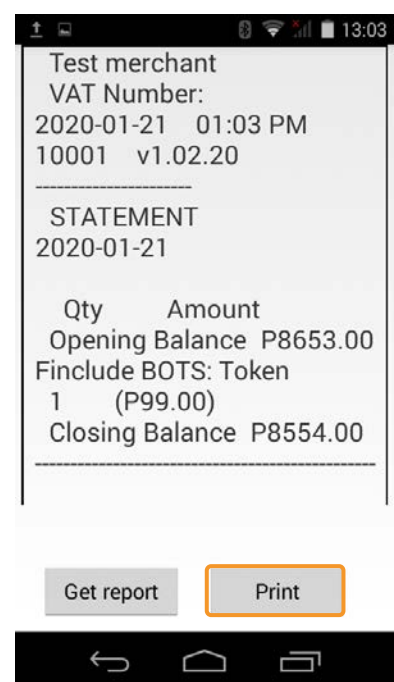 13:03
Test merchant
VAT Number:
2020-01-21 01:03 PM
10001 v1.02.20
---------------------
STATEMENT
2020-01-21
Qty Amount
Opening Balance P8653.00
Finclude BOTS: Token
1 (P99.00)
Closing Balance P8554.00
----------------------------------------------
Get report Print